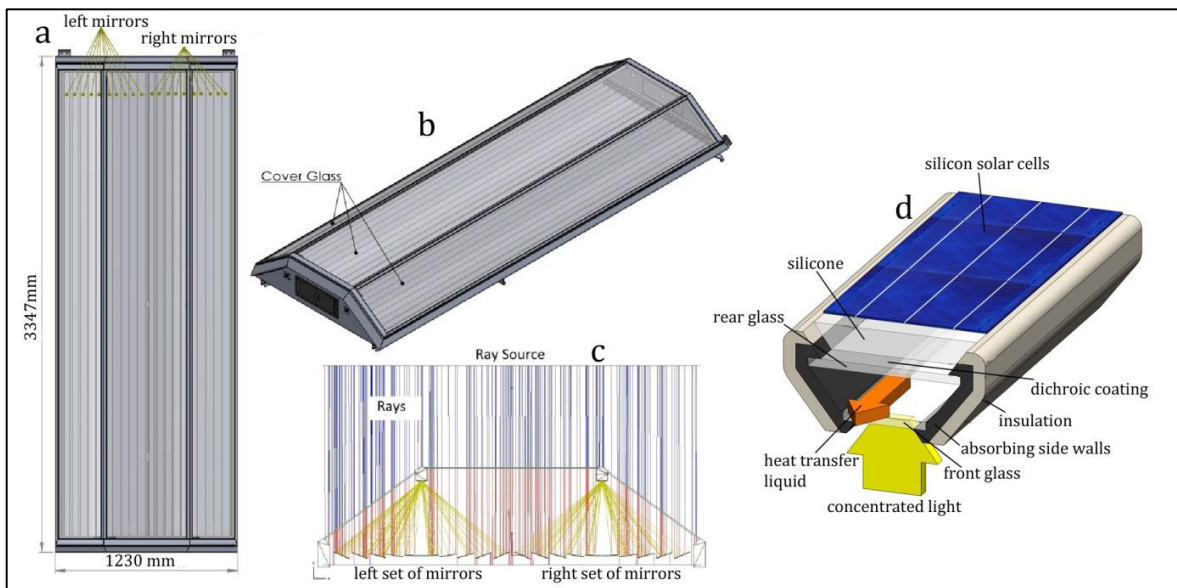 a
left mirrors
right mirrors
3347mm
1230 mm
b
Cover Glass
c
Ray Source
Rays
left set of mirrors
right set of mirrors
d
silicon solar cells
silicone
rear glass
dichroic coating
insulation
absorbing side walls
front glass
heat transfer
liquid
concentrated light